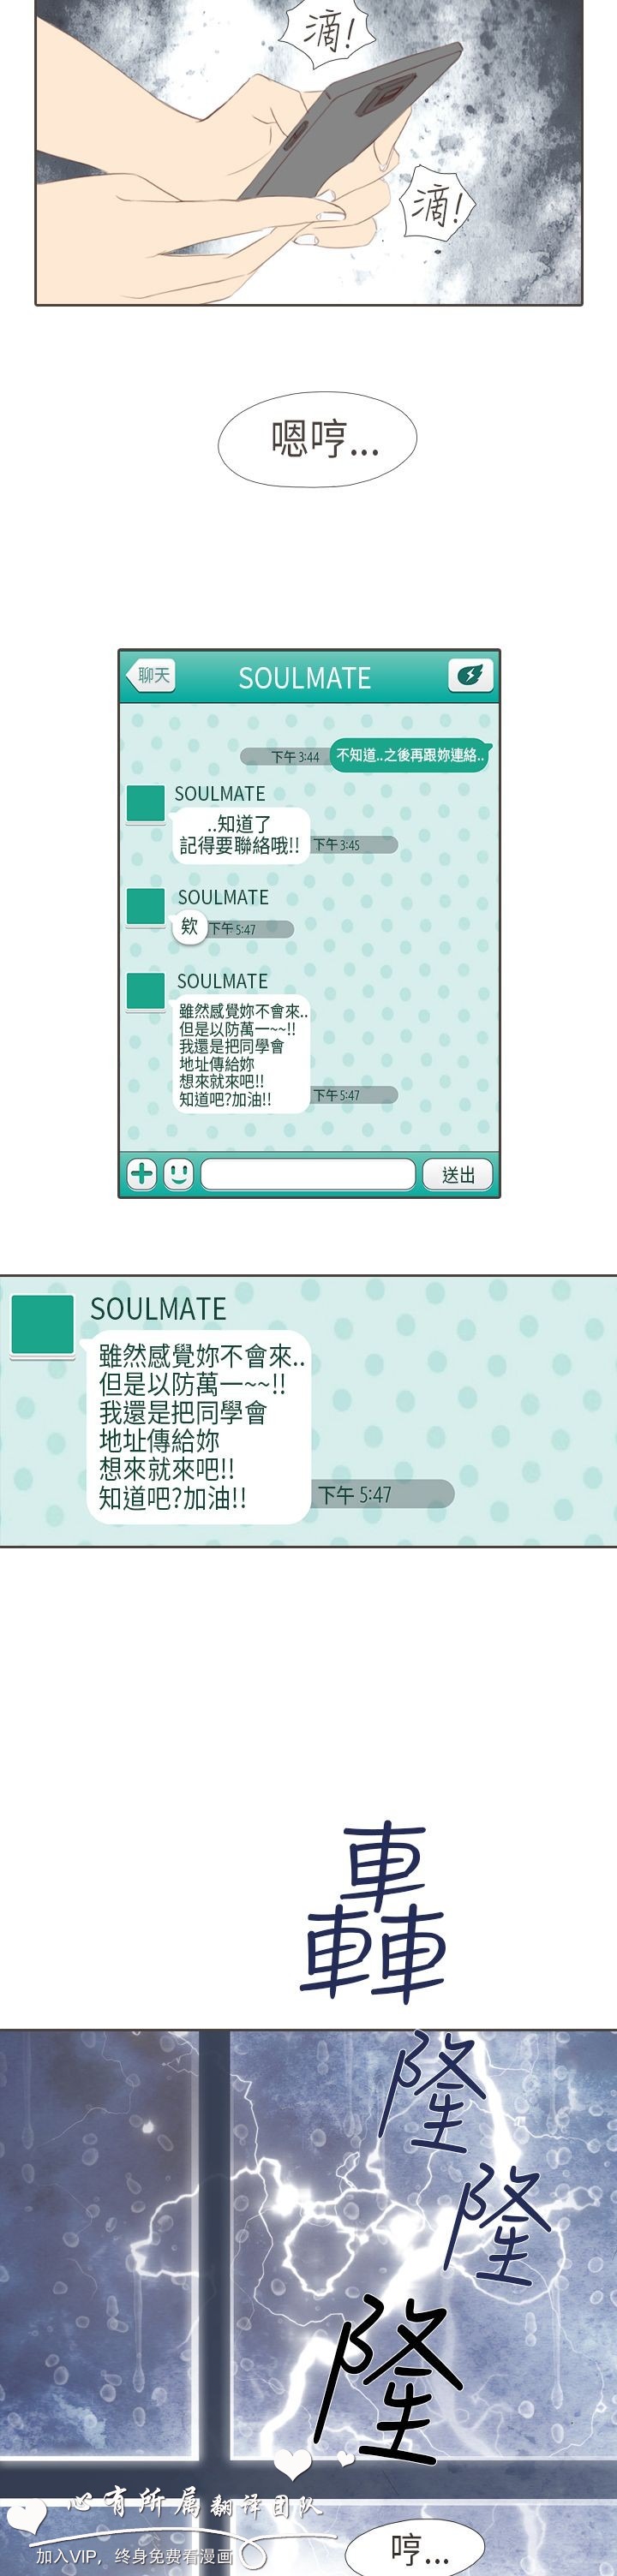 滴!
滴!
嗯哼...
聊天
SOULMATE
下午 3:44
不知道..之後再跟妳連絡..
SOULMATE
..知道了
記得要聯絡哦!!
下午 3:45
SOULMATE
欸
下午 5:47
SOULMATE
雖然感覺妳不會來..
但是以防萬一~~!!
我還是把同學會
地址傳給妳
想來就來吧!!
知道吧?加油!!
下午 5:47
送出
SOULMATE
雖然感覺妳不會來..
但是以防萬一~~!!
我還是把同學會
地址傳給妳
想來就來吧!!
知道吧?加油!!
下午 5:47
轟
隆
隆
隆
心有所属翻译团队
加入VIP，终身免费看漫画
哼...